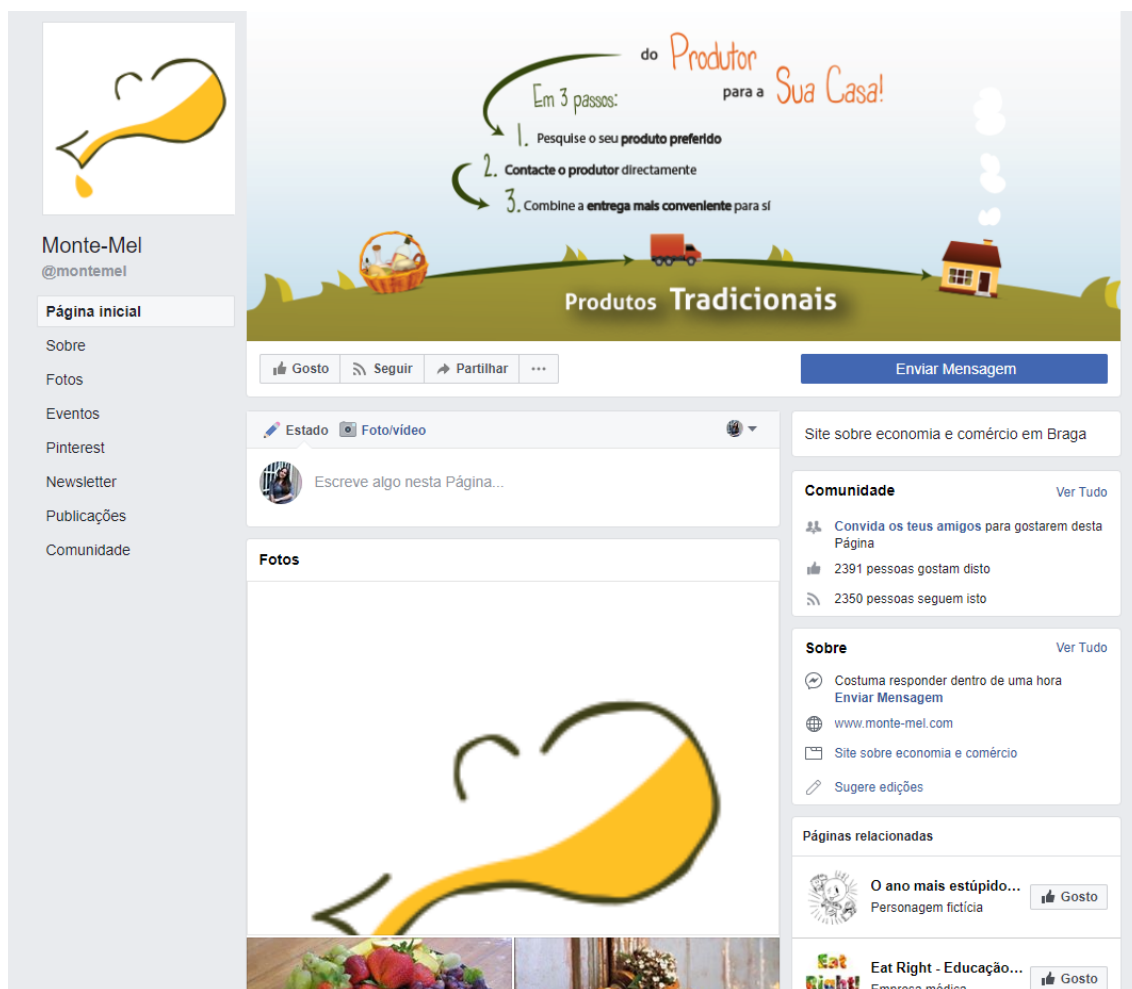 do Produtor
para a Sua Casa!
Em 3 passos:
1. Pesquise o seu produto preferido
2. Contacte o produtor directamente
3. Combine a entrega mais conveniente para sí
Produtos Tradicionais
Monte-Mel
@montemel
Página inicial
Sobre
Fotos
Eventos
Pinterest
Newsletter
Publicações
Comunidade
Gosto
Seguir
Partilhar
...
Enviar Mensagem
Estado
Foto/vídeo
Escreve algo nesta Página...
Fotos
Site sobre economia e comércio em Braga
Comunidade
Ver Tudo
Convida os teus amigos para gostarem desta
Página
2391 pessoas gostam disto
2350 pessoas seguem isto
Sobre
Ver Tudo
Costuma responder dentro de uma hora
Enviar Mensagem
www.monte-mel.com
Site sobre economia e comércio
Sugere edições
Páginas relacionadas
O ano mais estúpido...
Personagem fictícia
Gosto
Eat
Right!
Eat Right - Educação...
Empresa médica
Gosto